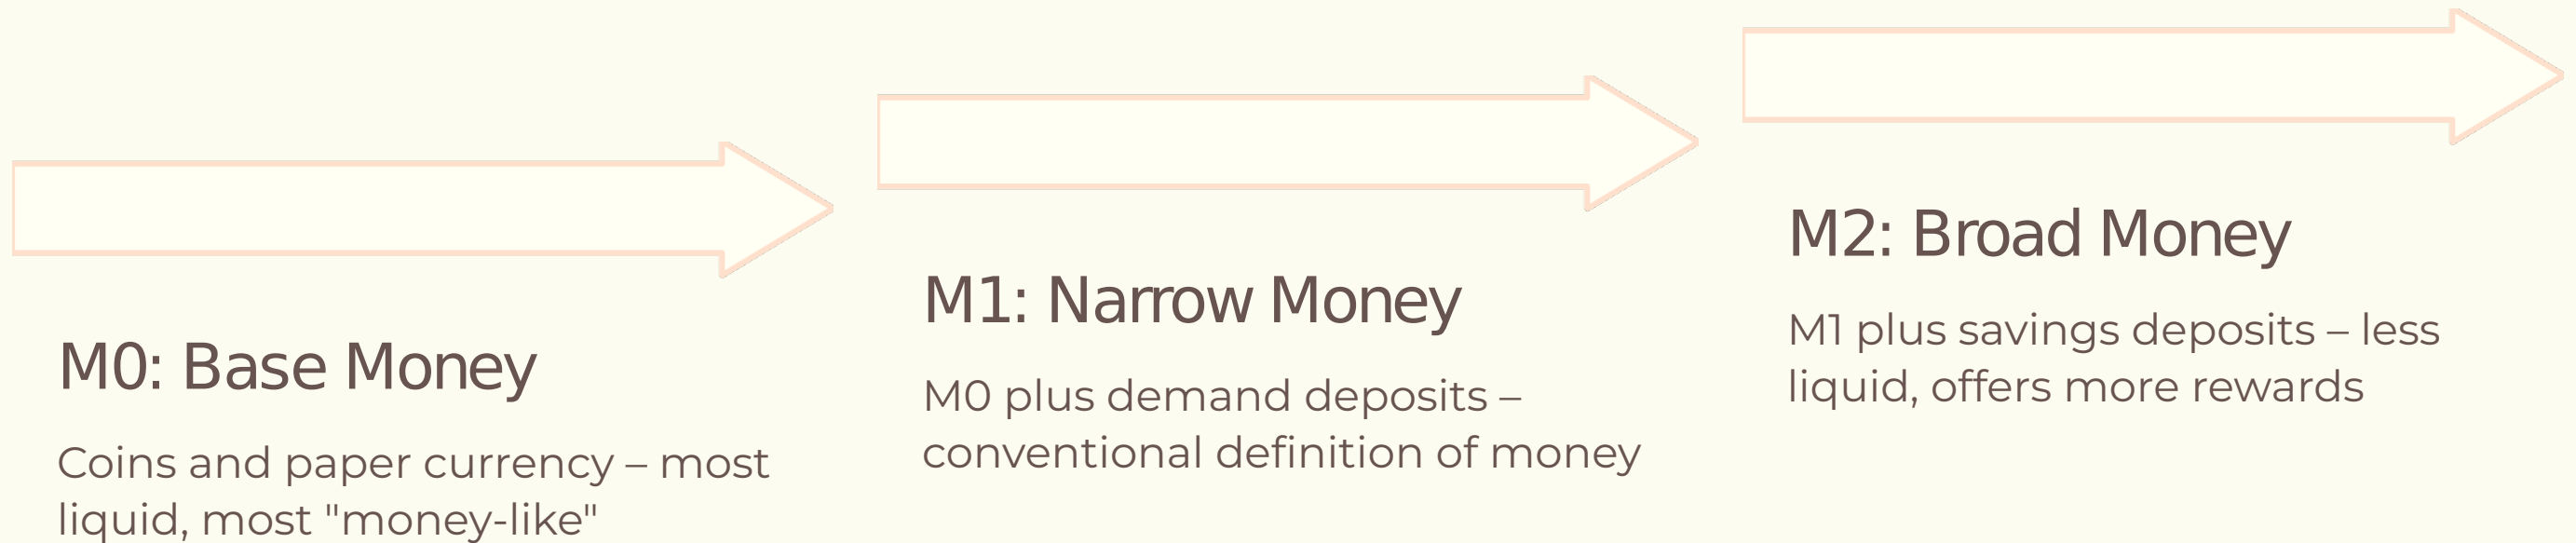 M0: Base Money
Coins and paper currency – most
liquid, most "money-like"
M1: Narrow Money
M0 plus demand deposits –
conventional definition of money
M2: Broad Money
M1 plus savings deposits – less
liquid, offers more rewards